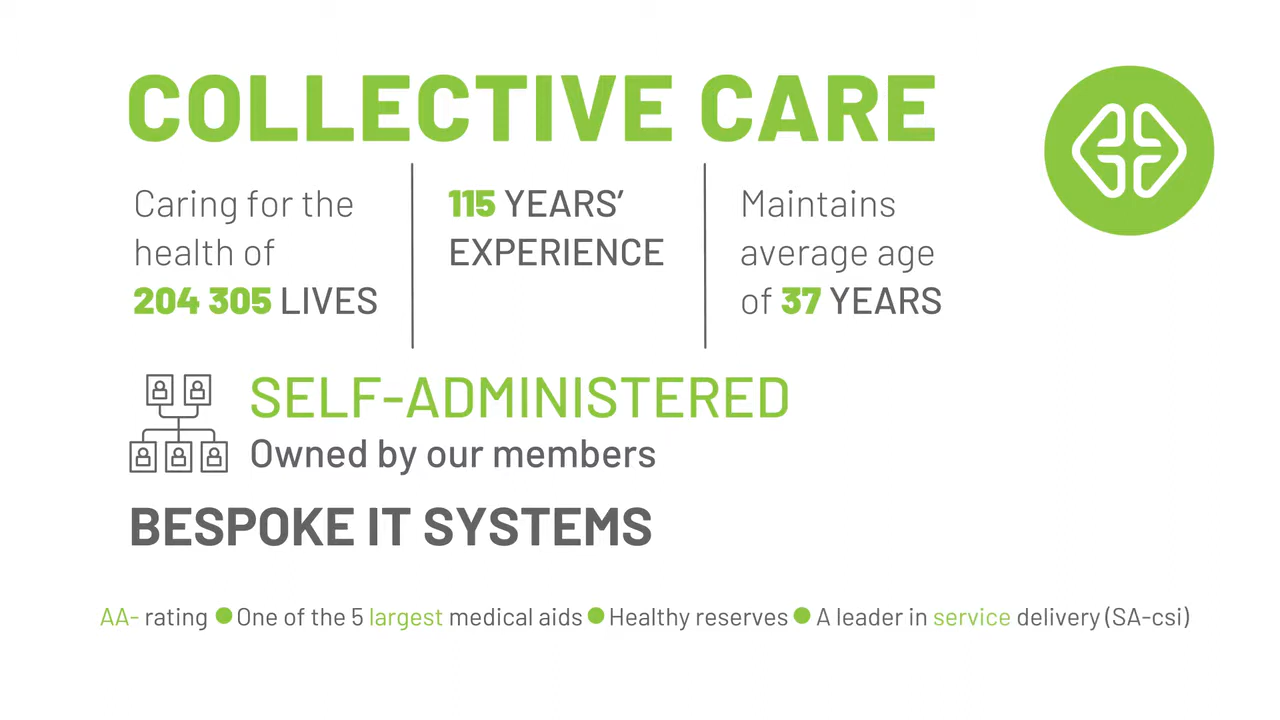 COLLECTIVE CARE
Caring for the
health of
204 305 LIVES
115 YEARS’
EXPERIENCE
Maintains
average age
of 37 YEARS
SELF-ADMINISTERED
Owned by our members
BESPOKE IT SYSTEMS
AA- rating ● One of the 5 largest medical aids ● Healthy reserves ● A leader in service delivery (SA-csi)